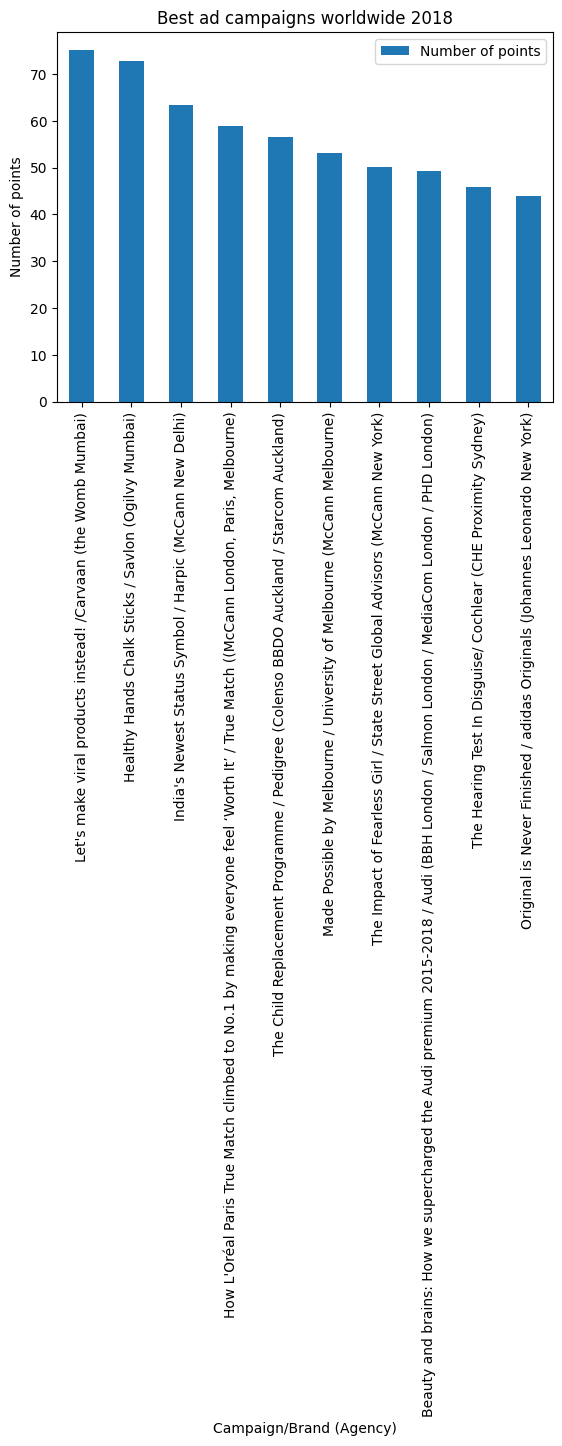 Best ad campaigns worldwide 2018
Number of points
Number of points
70
60
50
40
30
20
10
0
Let's make viral products instead! /Carvaan (the Womb Mumbai)
Healthy Hands Chalk Sticks / Savlon (Ogilvy Mumbai)
India's Newest Status Symbol / Harpic (McCann New Delhi)
How L'Oréal Paris True Match climbed to No.1 by making everyone feel ‘Worth It’ / True Match ((McCann London, Paris, Melbourne)
The Child Replacement Programme / Pedigree (Colenso BBDO Auckland / Starcom Auckland)
Made Possible by Melbourne / University of Melbourne (McCann Melbourne)
The Impact of Fearless Girl / State Street Global Advisors (McCann New York)
Beauty and brains: How we supercharged the Audi premium 2015-2018 / Audi (BBH London / Salmon London / MediaCom London / PHD London)
The Hearing Test In Disguise/ Cochlear (CHE Proximity Sydney)
Original is Never Finished / adidas Originals (Johannes Leonardo New York)
Campaign/Brand (Agency)